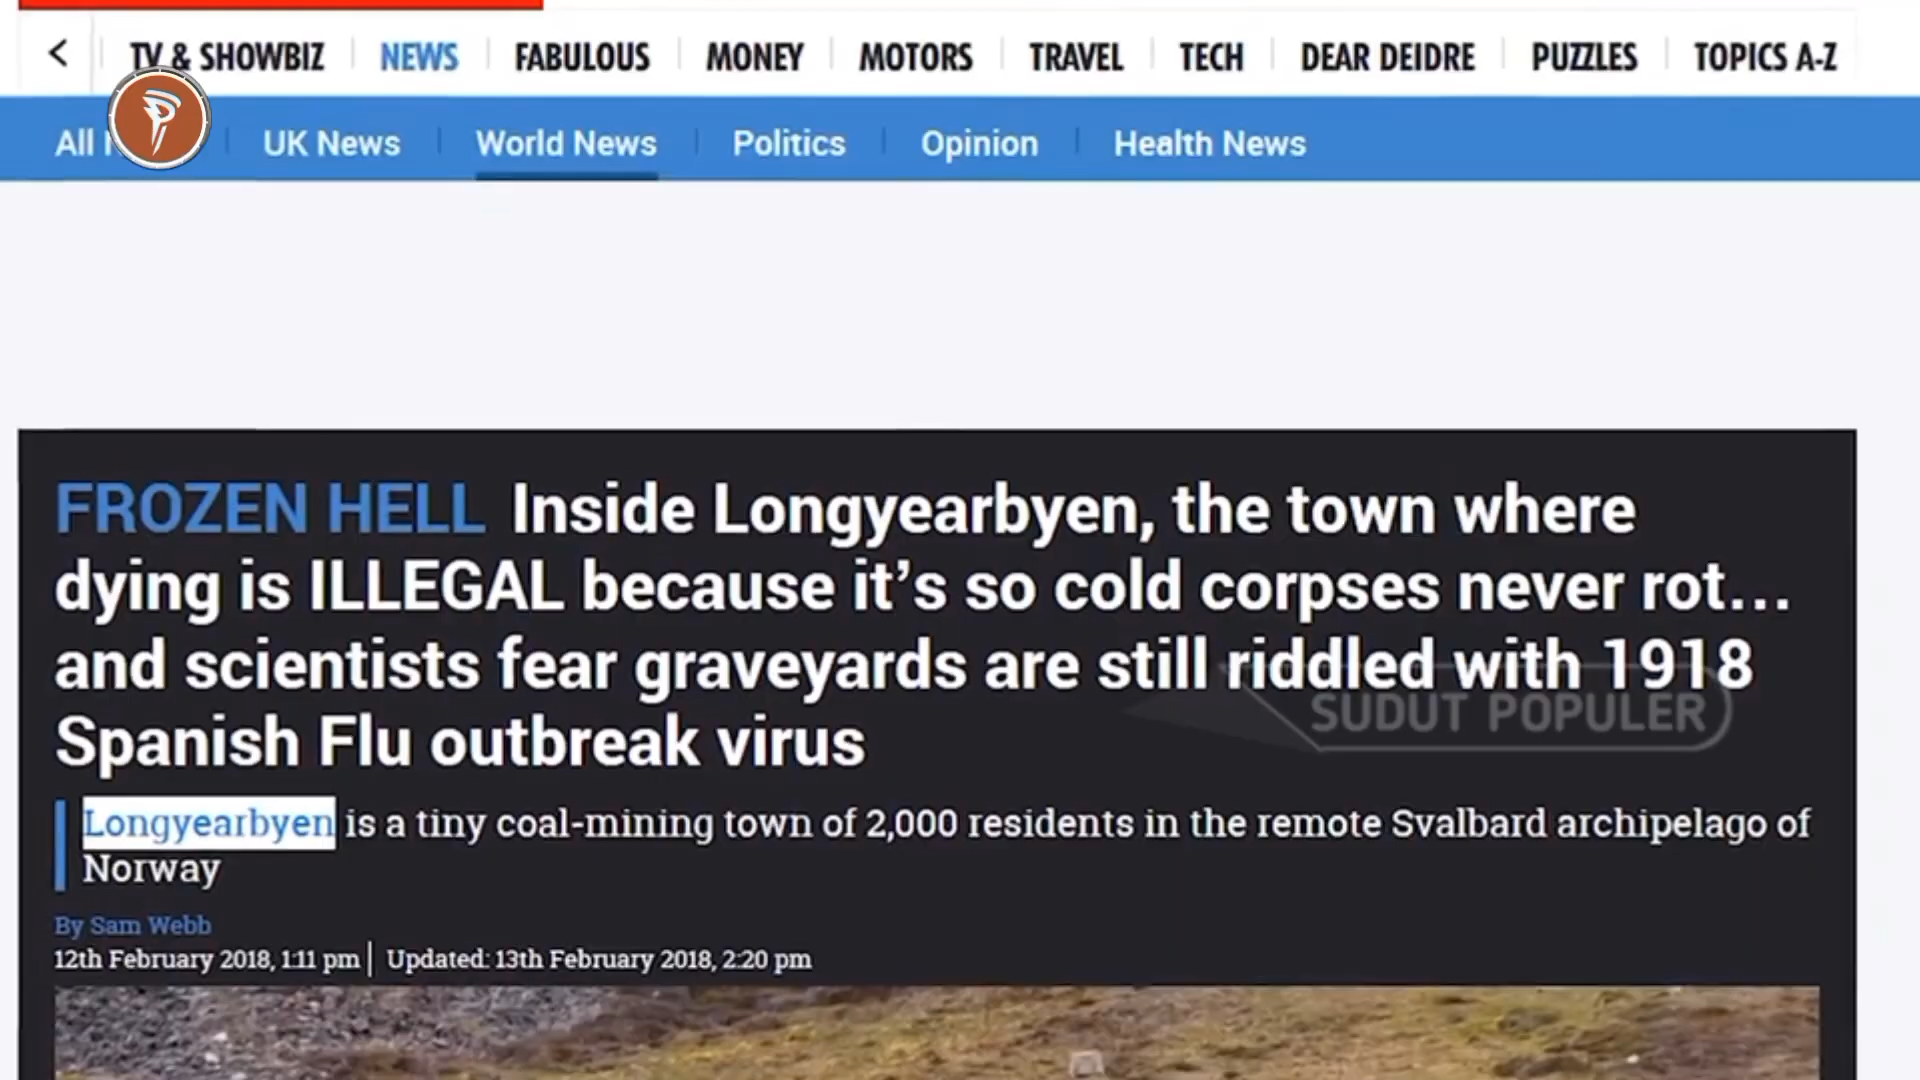 TV & SHOWBIZ
NEWS
FABULOUS
MONEY
MOTORS
TRAVEL
TECH
DEAR DEIDRE
PUZZLES
TOPICS A-Z
All
UK News
World News
Politics
Opinion
Health News
FROZEN HELL Inside Longyearbyen, the town where
dying is ILLEGAL because it’s so cold corpses never rot…
and scientists fear graveyards are still riddled with 1918
Spanish Flu outbreak virus
SUDUT POPULER
Longyearbyen is a tiny coal-mining town of 2,000 residents in the remote Svalbard archipelago of
Norway
By Sam Webb
12th February 2018, 1:11 pm | Updated: 13th February 2018, 2:20 pm